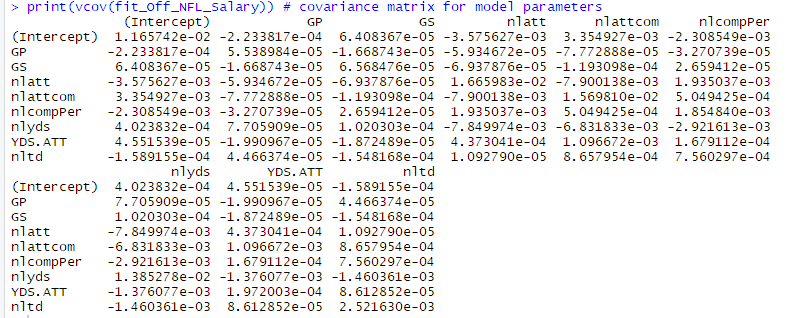 > print(vcov(fit_Off_NFL_Salary)) # covariance matrix for model parameters
(Intercept) GP GS nlatt nlattcom nlcompPer
(Intercept) 1.165742e-02 -2.233817e-04 6.408367e-05 -3.575627e-03 3.354927e-03 -2.308549e-03
GP -2.233817e-04 5.538984e-04 -1.668743e-05 -5.934672e-05 -7.772888e-05 -3.270739e-05
GS 6.408367e-05 -1.668743e-05 6.568476e-05 -6.937876e-05 -1.193098e-04 2.659412e-05
nlatt -3.575627e-03 -5.934672e-05 -6.937876e-05 1.665983e-02 -7.900138e-03 1.935037e-03
nlattcom 3.354927e-03 -7.772888e-05 -1.193098e-04 -7.900138e-03 1.569810e-02 5.049425e-04
nlcompPer -2.308549e-03 -3.270739e-05 2.659412e-05 1.935037e-03 5.049425e-04 1.854840e-03
nlyds 4.023832e-04 7.705909e-05 1.020303e-04 -7.849974e-03 -6.831833e-03 -2.921613e-03
YDS.ATT 4.551539e-05 -1.990967e-05 -1.872489e-05 4.373041e-04 1.096672e-03 1.679112e-04
nltd -1.589155e-04 4.466374e-05 -1.548168e-04 1.092790e-05 8.657954e-04 7.560297e-04
nlyds YDS.ATT nltd
(Intercept) 4.023832e-04 4.551539e-05 -1.589155e-04
GP 7.705909e-05 -1.990967e-05 4.466374e-05
GS 1.020303e-04 -1.872489e-05 -1.548168e-04
nlatt -7.849974e-03 4.373041e-04 1.092790e-05
nlattcom -6.831833e-03 1.096672e-03 8.657954e-04
nlcompPer -2.921613e-03 1.679112e-04 7.560297e-04
nlyds 1.385278e-02 -1.376077e-03 -1.460361e-03
YDS.ATT -1.376077e-03 1.972003e-04 8.612852e-05
nltd -1.460361e-03 8.612852e-05 2.521630e-03